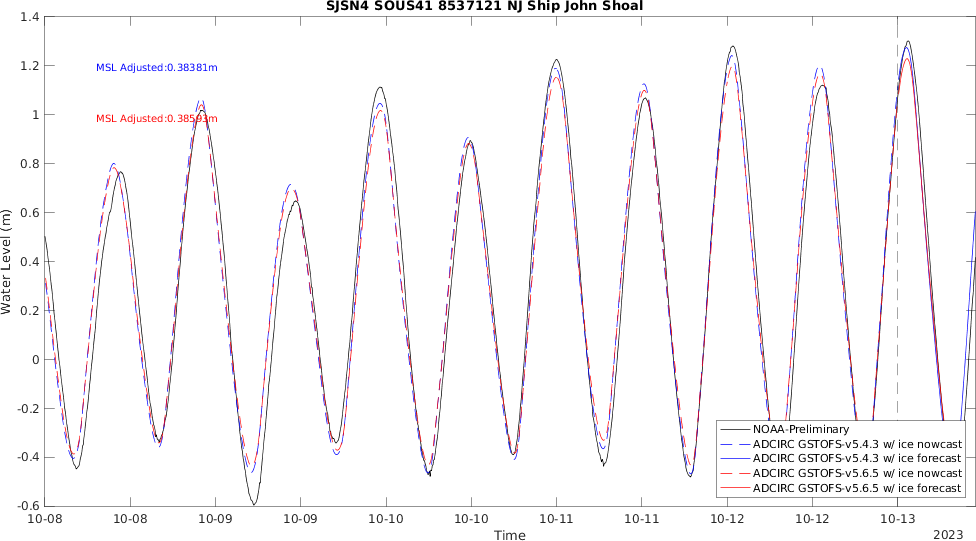 SJSN4 SOUS41 8537121 NJ Ship John Shoal
1.4
1.2
1
0.8
0.6
0.4
0.2
0
-0.2
-0.4
-0.6
Water Level (m)
MSL Adjusted:0.38381m
MSL Adjusted:0.38593m
NOAA-Preliminary
ADCIRC GSTOFS-v5.4.3 w/ ice nowcast
ADCIRC GSTOFS-v5.4.3 w/ ice forecast
ADCIRC GSTOFS-v5.6.5 w/ ice nowcast
ADCIRC GSTOFS-v5.6.5 w/ ice forecast
10-08 10-08 10-09 10-09 10-10 10-10 10-11 10-11 10-12 10-12 10-13
Time
2023